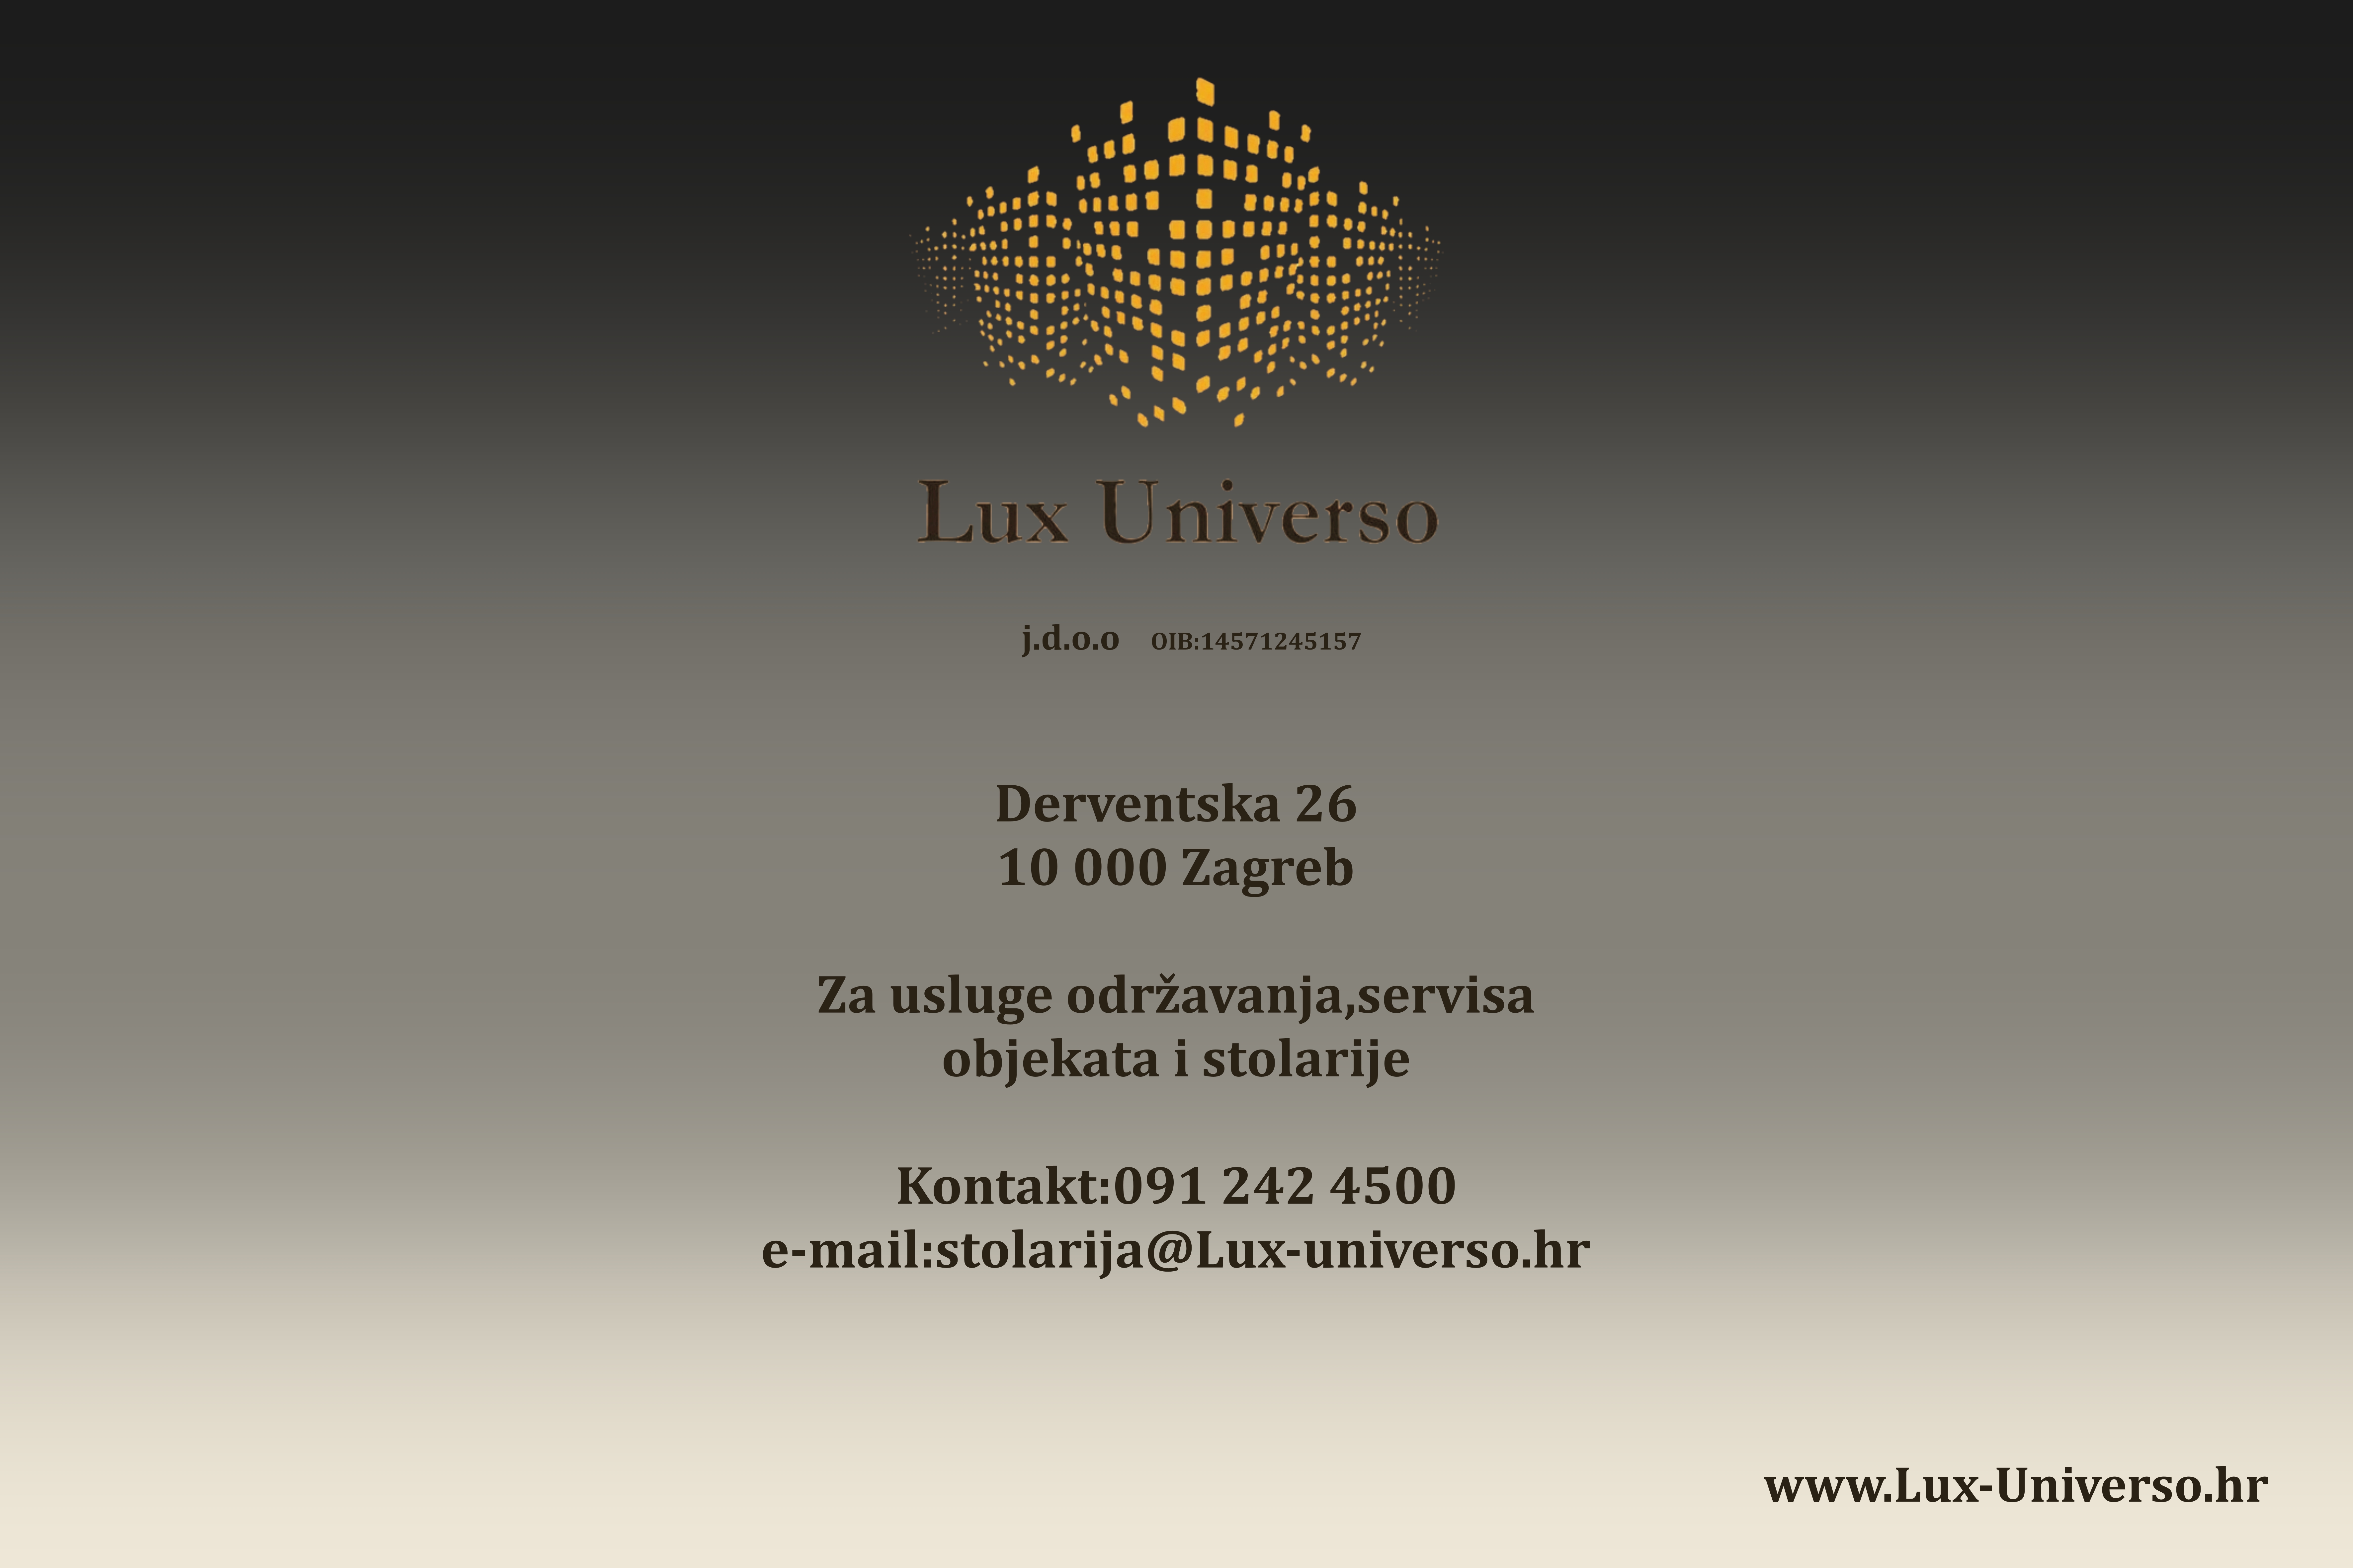 Lux Universo
j.d.o.o OIB:14571245157
Derventska 26
10 000 Zagreb
Za usluge održavanja,servisa
objekata i stolarije
Kontakt:091 242 4500
e-mail:stolarija@Lux-universo.hr
www.Lux-Universo.hr